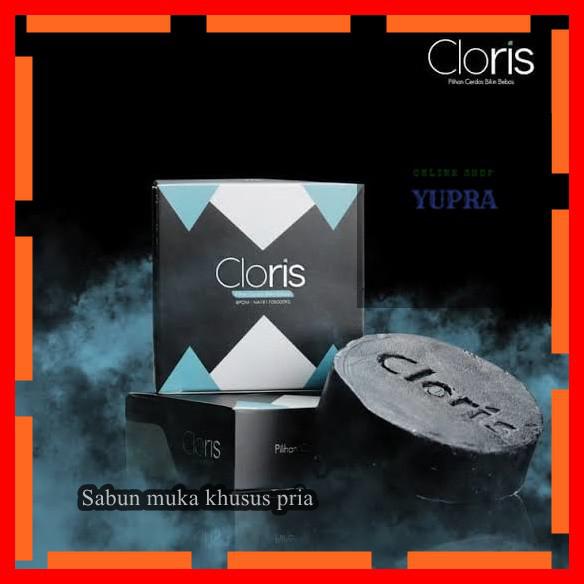 Cloris
Pilihan Cerdas Bikin Bebas
ONLINE SHOP
YUPRA
Cloris
Cloris
Cloris
Pilihan
Sabun muka khusus pria